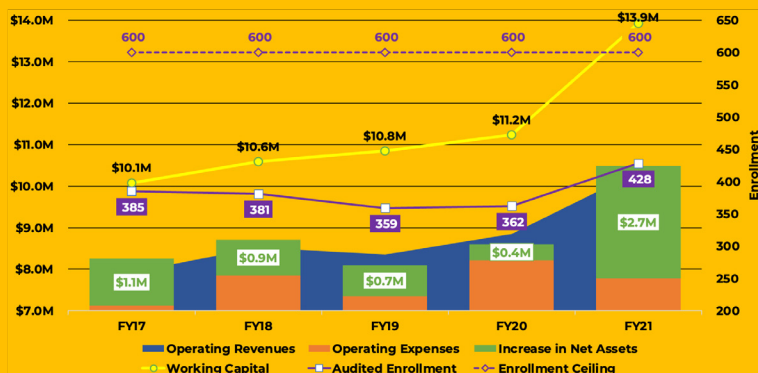 $14.0M
$13.0M
$12.0M
$11.0M
$10.0M
$9.0M
$8.0M
$7.0M
600
600
600
600
600
$13.9M
$10.1M
$10.6M
$10.8M
$11.2M
385
381
359
362
428
$1.1M
$0.9M
$0.7M
$0.4M
$2.7M
650
600
550
500
450
400
350
300
250
200
Enrollment
FY17
FY18
FY19
FY20
FY21
Operating Revenues
Operating Expenses
Increase in Net Assets
Working Capital
Audited Enrollment
Enrollment Ceiling